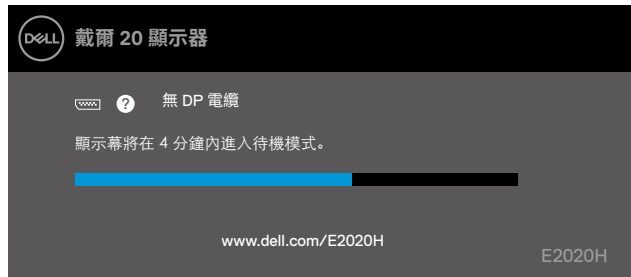 DELL
戴爾 20 顯示器
? 無 DP 電纜
顯示幕將在 4 分鐘內進入待機模式。
www.dell.com/E2020H
E2020H